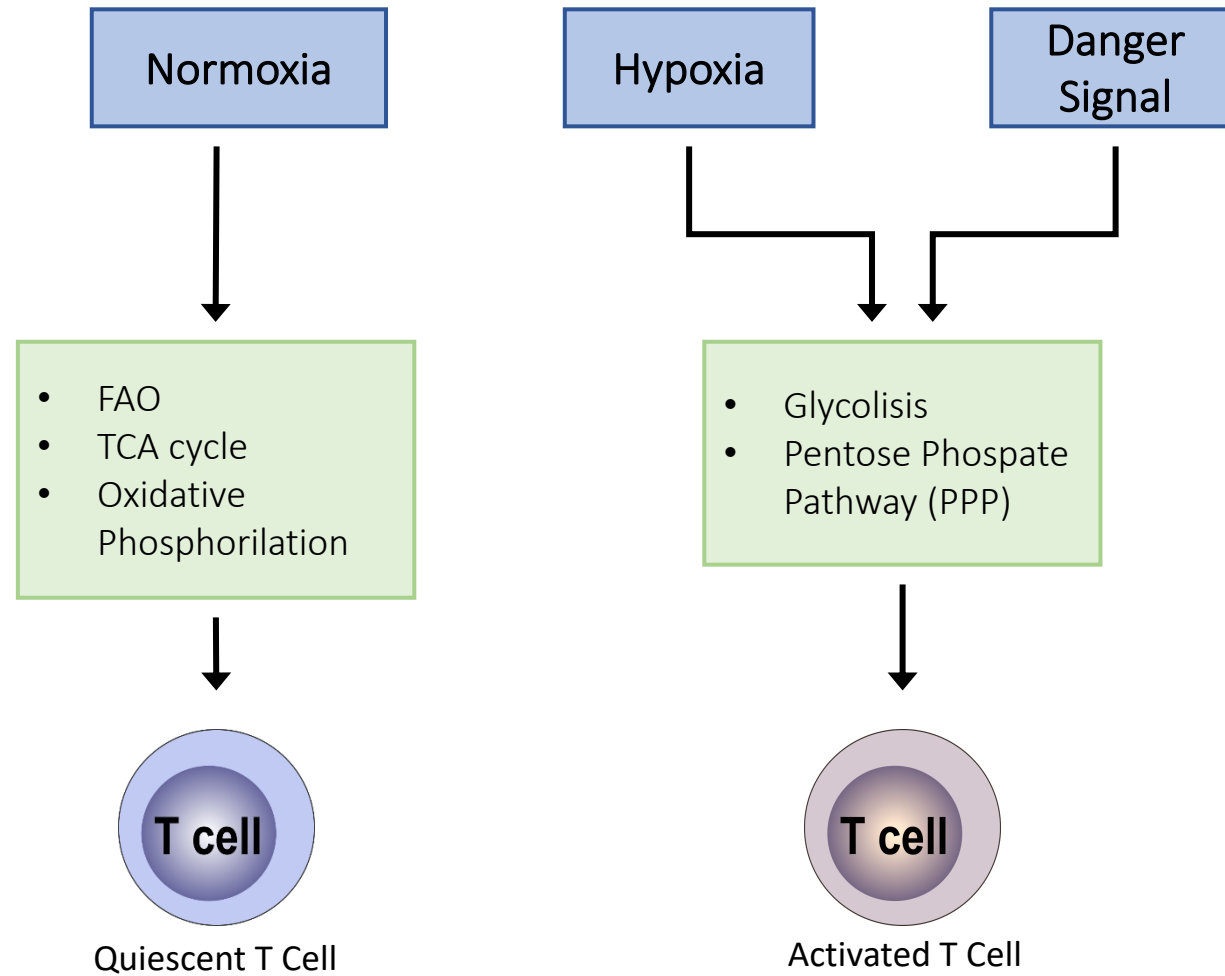 Normoxia
Hypoxia
Danger
Signal
• FAO
• TCA cycle
• Oxidative
Phosphorilation
• Glycolisis
• Pentose Phospate
Pathway (PPP)
T cell
T cell
Quiescent T Cell
Activated T Cell